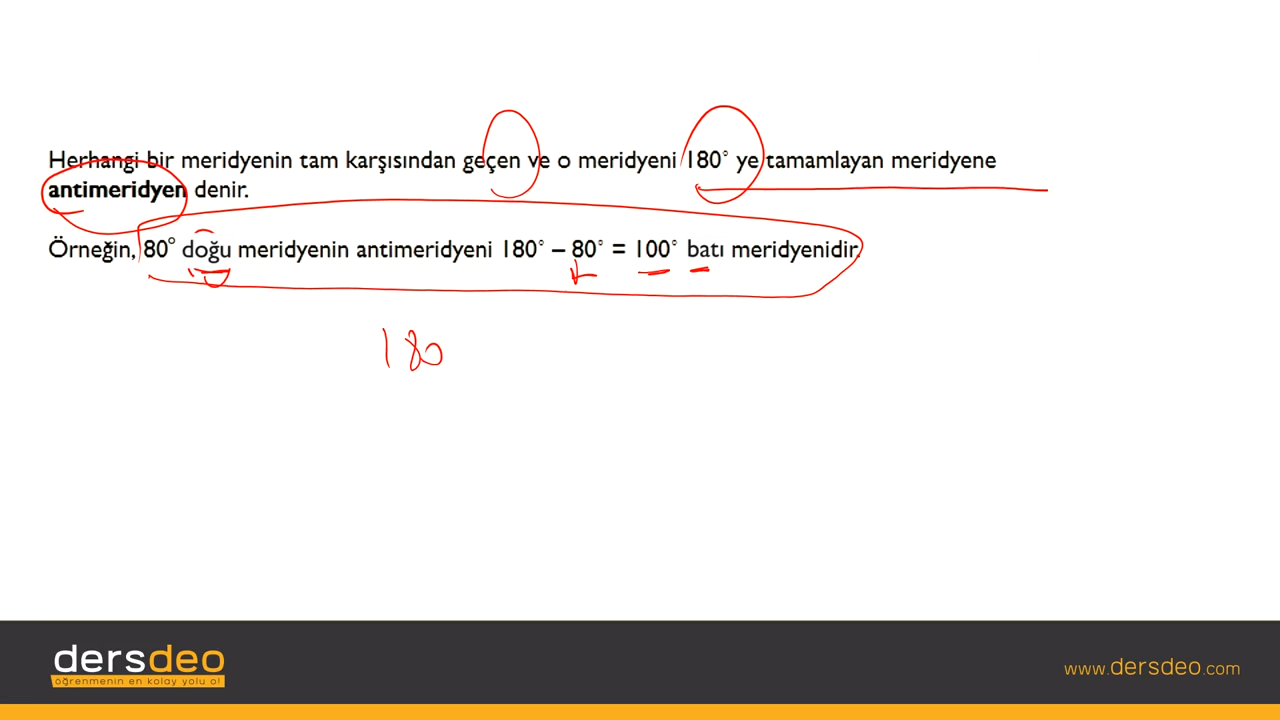 Herhangi bir meridyenin tam karşısından geçen ve o meridyeni 180° ye tamamlayan meridyene
antimeridyen denir.
Örneğin, 80° doğu meridyenin antimeridyeni 180° – 80° = 100° batı meridyenidir.
180
dersdeo
öğrenmenin en kolay yolu o!
www.dersdeo.com